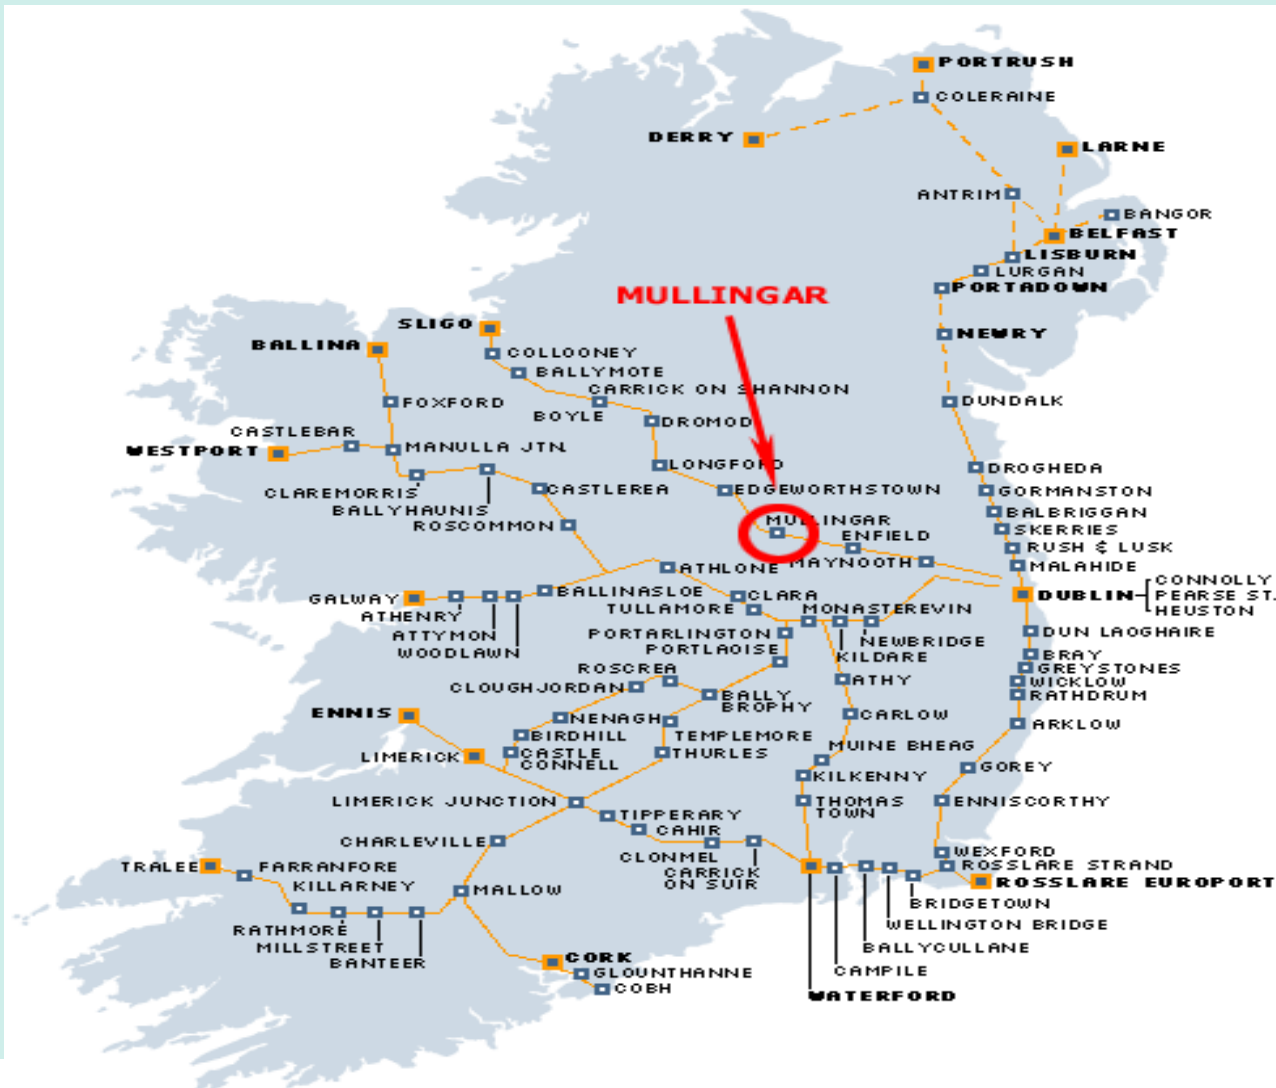 PORTRUSH
COLERAINE
DERRY
LARNE
ANTRIM
BANGOR
BELFAST
LISBURN
LURGAN
PORTADOWN
MULLINGAR
NEWRY
SLIGO
BALLINA
COLLOONEY
BALLYMOTE
CARRICK ON SHANNON
FOXFORD
DUNDALK
BOYLE
DROMOD
CASTLEBAR
WESTPORT
MANULLA JTN.
LONGFORD
DROGHEDA
CLAREMORRIS
CASTLEREA
EDGEWORTHSTOWN
GORMANSTON
BALLYHAUNIS
BALBRIGGAN
ROSCOMMON
MULLINGAR
SKERRIES
ENFIELD
RUSH & LUSK
MAYNOOTH
MALAHIDE
ATHLONE
CONNOLLY
BALLINASLOE
CLARA
DUBLIN
PEARSE ST.
GALWAY
HEUSTON
ATHENRY
TULLAMORE
MONASTEREVIN
ATTYMON
PORTARLINGTON
NEWBRIDGE
DUN LAOGHAIRE
WOODLAWN
PORTLAOISE
KILDARE
BRAY
ROSCREA
GREYSTONES
CLOUGHJORDAN
ATHY
WICKLOW
BALLY
BROPHY
RATHDRUM
ENNIS
NENAGH
CARLOW
ARKLOW
BIRDHILL
TEMPLEMORE
MUINE BHEAG
LIMERICK
CASTLE
CONNELL
THURLES
GOREY
KILKENNY
LIMERICK JUNCTION
THOMAS
TOWN
ENNISCORTHY
TIPPERARY
CAHIR
CHARLEVILLE
CLONMEL
WEXFORD
TRALEE
FARRANFORE
CARRICK
ON SUIR
ROSSLARE STRAND
KILLARNEY
MALLOW
ROSSLARE EUROPORT
BRIDGETOWN
RATHMORE
WELLINGTON BRIDGE
MILLSTREET
BALLYCULLANE
BANTEER
CORK
CAMPILE
GLOUNTHANNE
COBH
WATERFORD